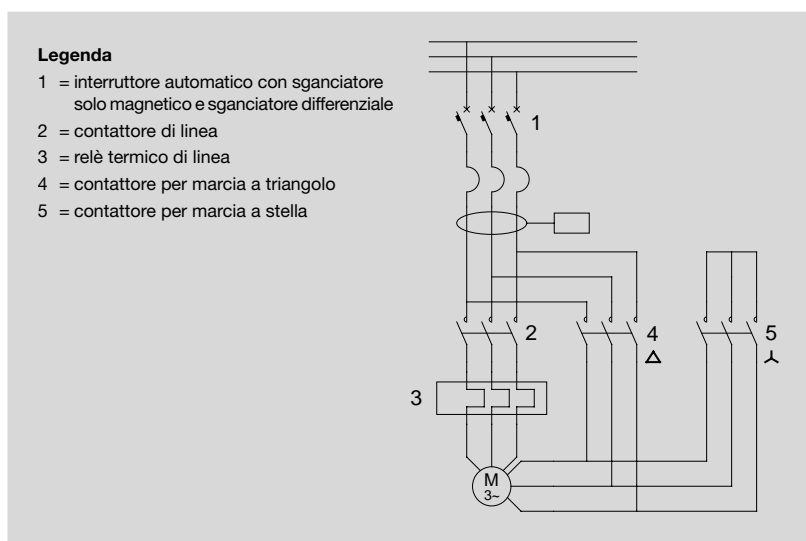 Legenda
1 = interruttore automatico con sganciatore
solo magnetico e sganciatore differenziale
2 = contattore di linea
3 = relè termico di linea
4 = contattore per marcia a triangolo
5 = contattore per marcia a stella
1
2
4
5
3
M
3~